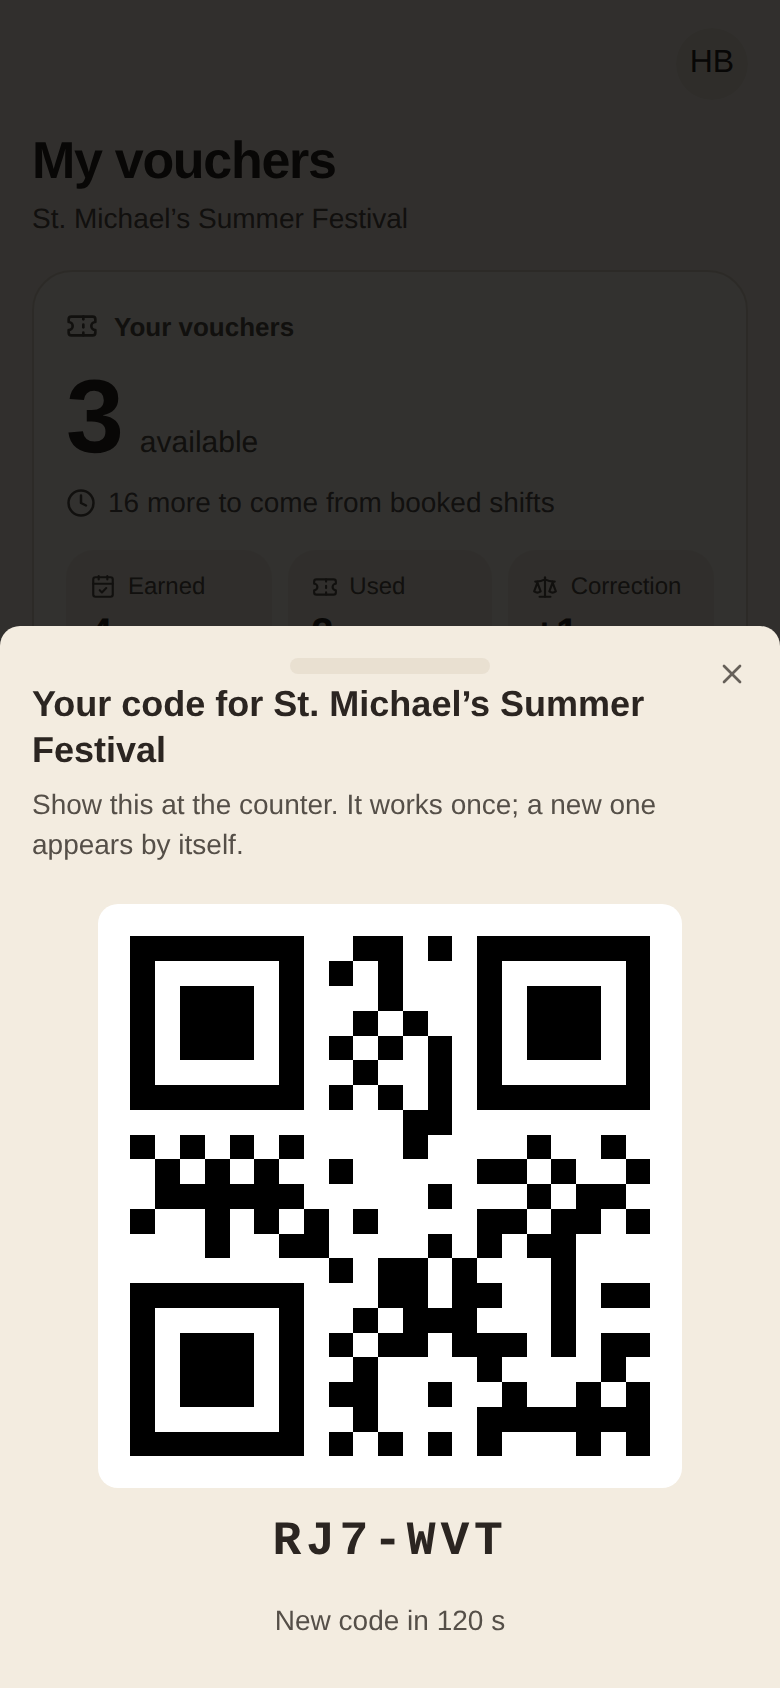 HB
My vouchers
St. Michael’s Summer Festival
Your vouchers
3 available
16 more to come from booked shifts
Earned
Used
Correction
Your code for St. Michael’s Summer
Festival
Show this at the counter. It works once; a new one
appears by itself.
RJ7-WVT
New code in 120 s